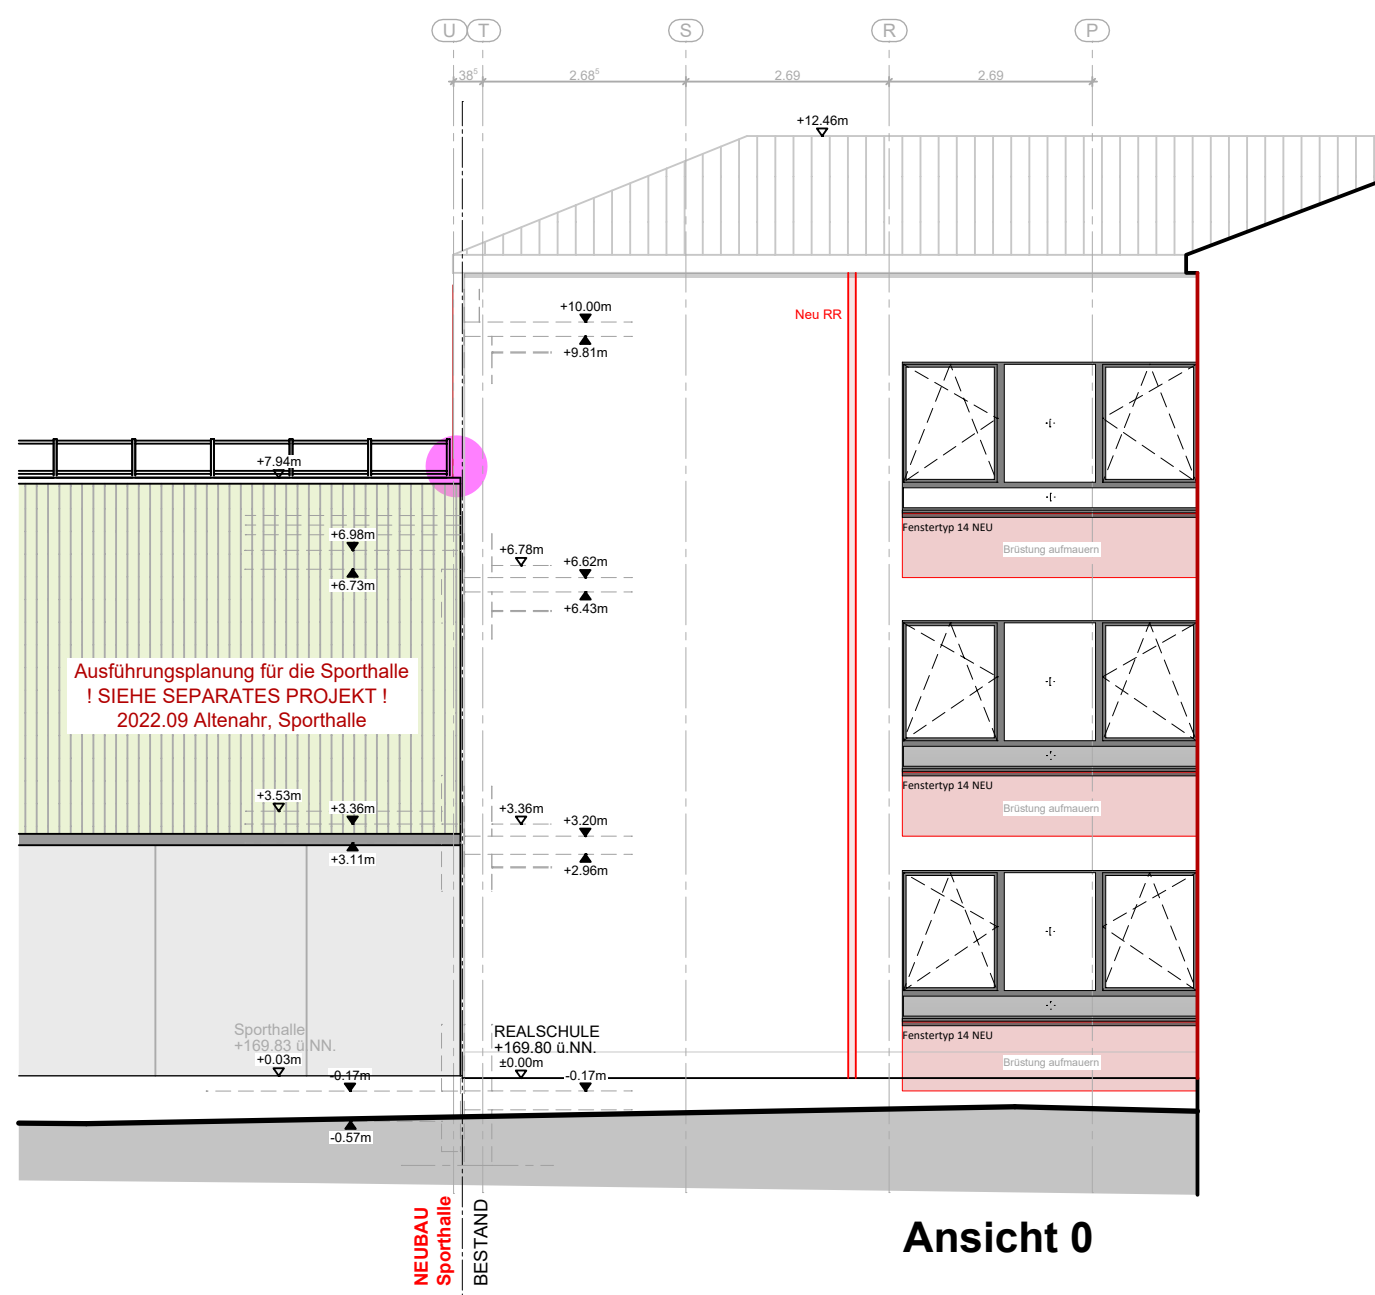 U T S R P
38⁵ 2.68⁵ 2.69 2.69
+12.46m
Neu RR
+10.00m
+9.81m
+7.94m
+6.98m
+6.73m
+6.78m
+6.62m
+6.43m
Fenstertyp 14 NEU
Brüstung aufmauern
Ausführungsplanung für die Sporthalle
! SIEHE SEPARATES PROJEKT !
2022.09 Altenahr, Sporthalle
+3.53m
+3.36m
+3.11m
+3.36m
+3.20m
+2.96m
Fenstertyp 14 NEU
Brüstung aufmauern
Sporthalle
+169.83 ü.NN.
+0.03m
-0.17m
-0.57m
REALSCHULE
+169.80 ü.NN.
±0.00m
-0.17m
Fenstertyp 14 NEU
Brüstung aufmauern
NEUBAU
Sporthalle
BESTAND
Ansicht 0